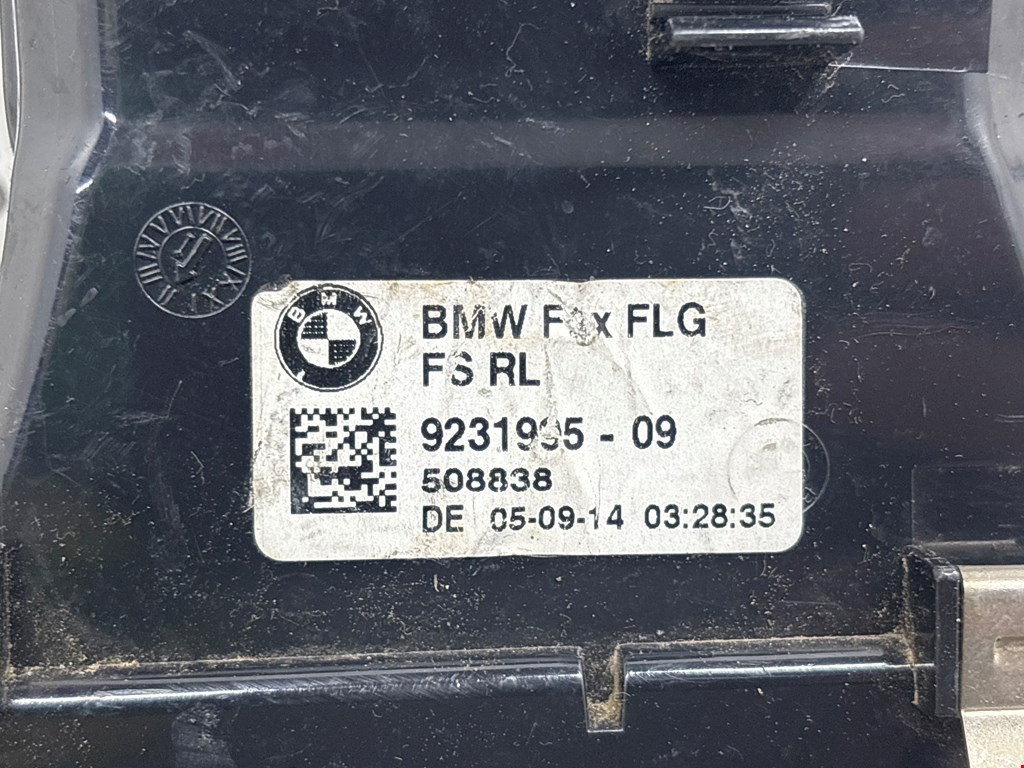 BMW
BMW FLG
FS RL
9231995 - 09
508838
DE 05-09-14 03:28:35